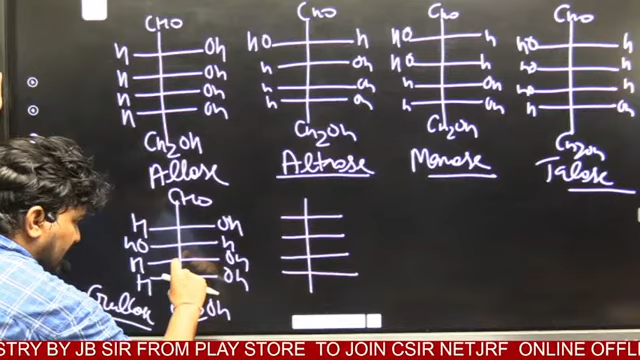 CHO CHO CHO CHO
H OH HO H HO H HO H
H OH H OH HO H HO H
H OH H OH H OH HO H
H OH H OH H OH H OH
CH2OH CH2OH CH2OH CH2OH
Allose Altrose Manose Talose
CHO
H OH
HO H
H OH
H OH
STRY BY JB SIR FROM PLAY STORE TO JOIN CSIR NETJRF ONLINE OFFL